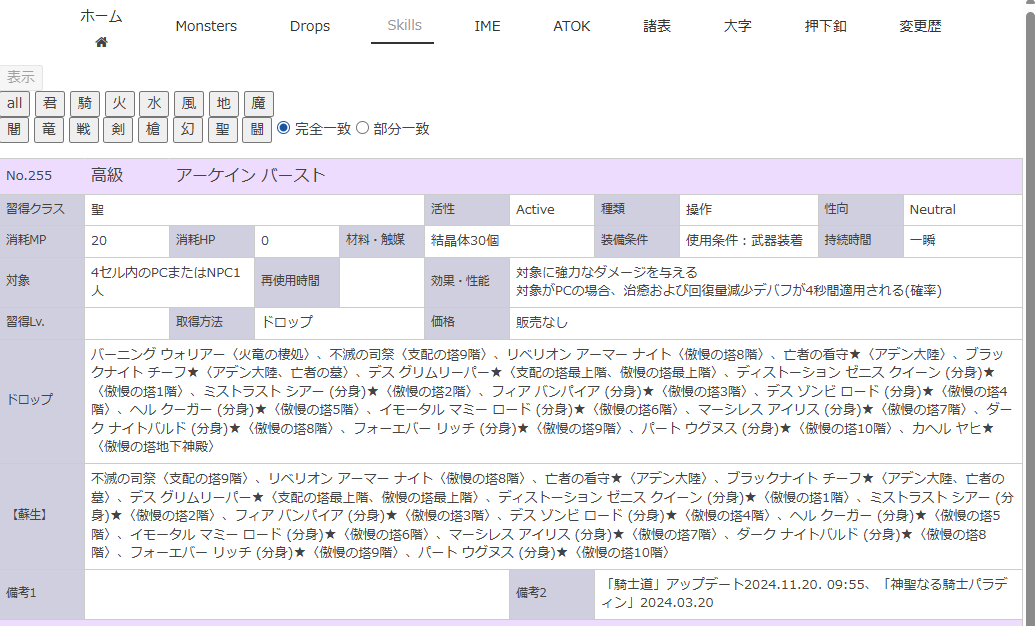 ホーム
Monsters
Drops
Skills
IME
ATOK
諸表
大字
押下釦
変更歴
表示
all 君 騎 火 水 風 地 魔
闇 竜 戦 剣 槍 幻 聖 闘 完全一致 部分一致
No.255 高級 アーケイン バースト
習得クラス 聖 活性 Active 種類 操作 性向 Neutral
消耗MP 20 消耗HP 0 材料・触媒 結晶体30個 装備条件 使用条件：武器装着 持続時間 一瞬
対象 4セル内のPCまたはNPC1
人
再使用時間
効果・性能 対象に強力なダメージを与える
対象がPCの場合、治癒および回復量減少デバフが4秒間適用される(確率)
習得Lv. 取得方法 ドロップ 価格 販売なし
ドロップ
バーニング ウォリアー〈火竜の棲処〉、不滅の司祭〈支配の塔9階〉、リベリオン アーマー ナイト〈傲慢の塔8階〉、亡者の看守★〈アデン大陸〉、ブラッ
クナイト チーフ★〈アデン大陸、亡者の墓〉、デス グリムリーパー★〈支配の塔最上階、傲慢の塔最上階〉、ディストーション ゼニス クイーン (分身)★
〈傲慢の塔1階〉、ミストラスト シアー (分身)★〈傲慢の塔2階〉、フィア バンパイア (分身)★〈傲慢の塔3階〉、デス ゾンビ ロード (分身)★〈傲慢の塔4
階〉、ヘル クーガー (分身)★〈傲慢の塔5階〉、イモータル マミー ロード (分身)★〈傲慢の塔6階〉、マーシレス アイリス (分身)★〈傲慢の塔7階〉、ダー
ク ナイトバルド (分身)★〈傲慢の塔8階〉、フォーエバー リッチ (分身)★〈傲慢の塔9階〉、パート ウグヌス (分身)★〈傲慢の塔10階〉、カヘル ヤヒ★
〈傲慢の塔地下神殿〉
【蘇生】
不滅の司祭〈支配の塔9階〉、リベリオン アーマー ナイト〈傲慢の塔8階〉、亡者の看守★〈アデン大陸〉、ブラックナイト チーフ★〈アデン大陸、亡者の
墓〉、デス グリムリーパー★〈支配の塔最上階、傲慢の塔最上階〉、ディストーション ゼニス クイーン (分身)★〈傲慢の塔1階〉、ミストラスト シアー (分
身)★〈傲慢の塔2階〉、フィア バンパイア (分身)★〈傲慢の塔3階〉、デス ゾンビ ロード (分身)★〈傲慢の塔4階〉、ヘル クーガー (分身)★〈傲慢の塔5
階〉、イモータル マミー ロード (分身)★〈傲慢の塔6階〉、マーシレス アイリス (分身)★〈傲慢の塔7階〉、ダーク ナイトバルド (分身)★〈傲慢の塔8
階〉、フォーエバー リッチ (分身)★〈傲慢の塔9階〉、パート ウグヌス (分身)★〈傲慢の塔10階〉
備考1
備考2
「騎士道」アップデート2024.11.20. 09:55、「神聖なる騎士パラデ
ィン」2024.03.20